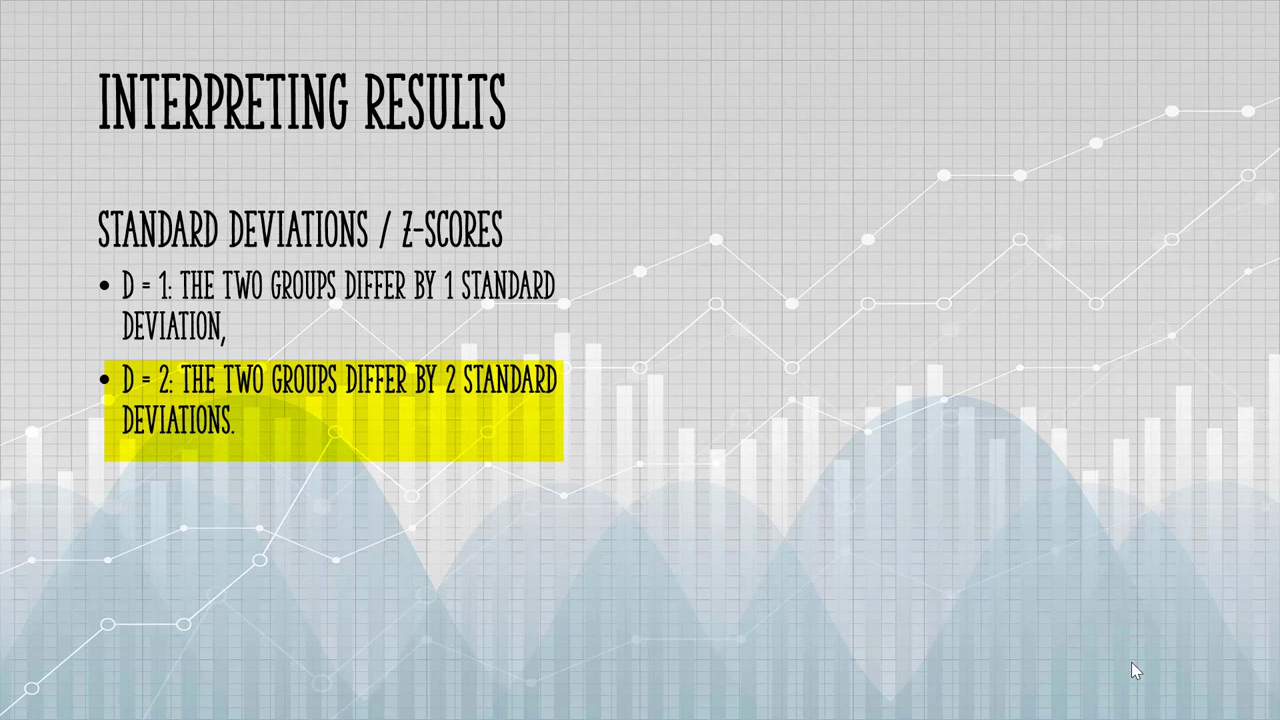 INTERPRETING RESULTS
STANDARD DEVIATIONS / Z-SCORES
• D = 1: THE TWO GROUPS DIFFER BY 1 STANDARD
DEVIATION,
• D = 2: THE TWO GROUPS DIFFER BY 2 STANDARD
DEVIATIONS.